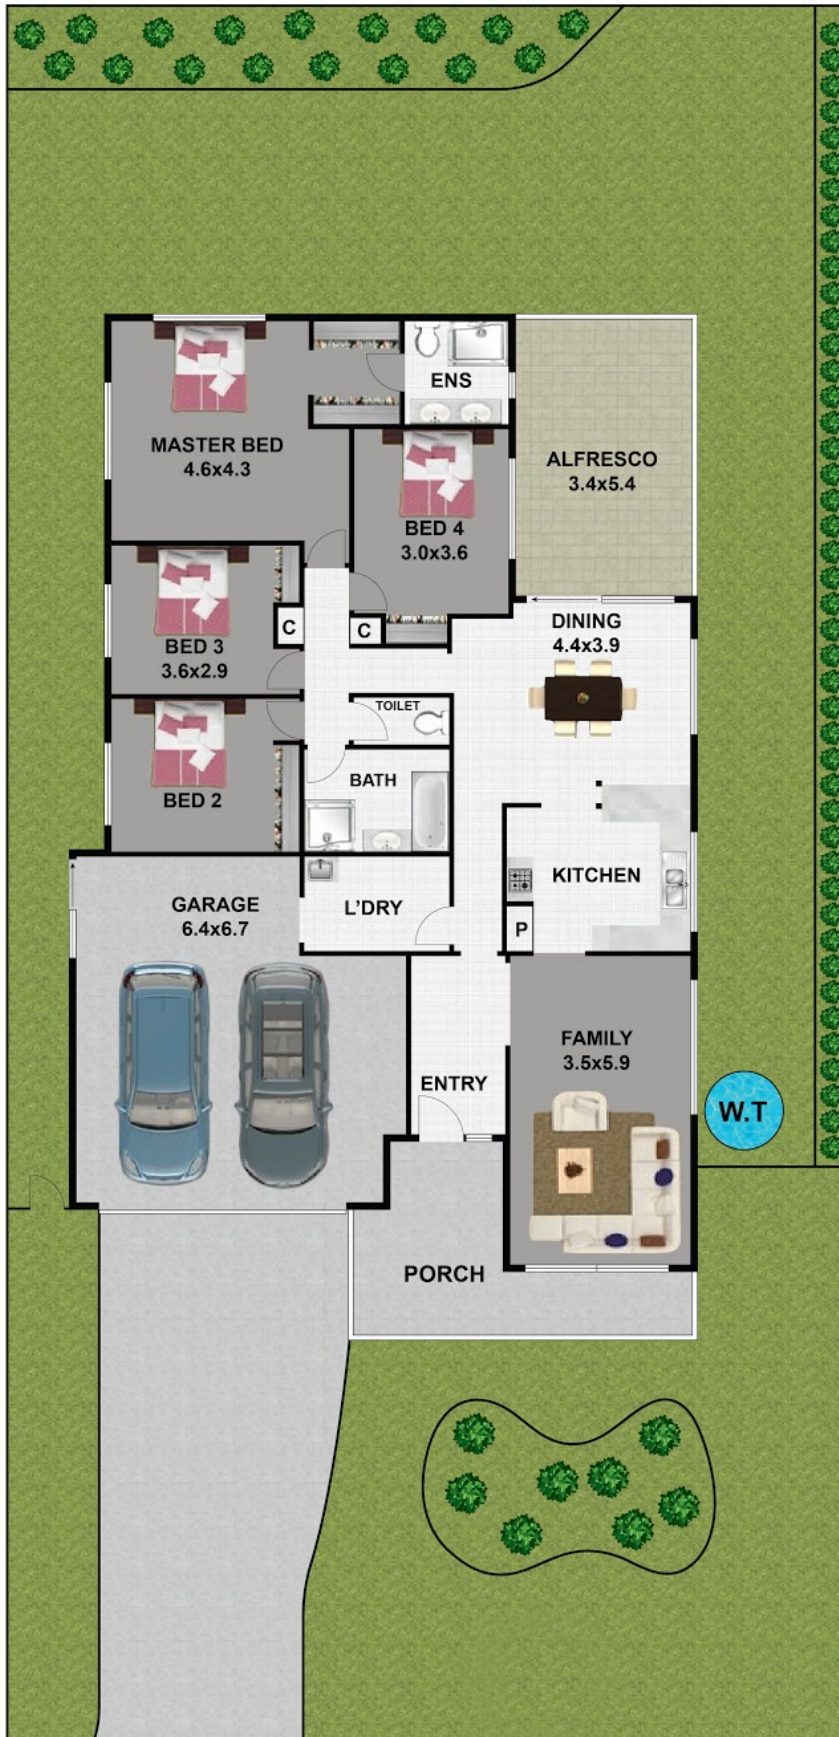 ENS
MASTER BED
4.6x4.3
ALFRESCO
3.4x5.4
BED 4
3.0x3.6
C
C
DINING
4.4x3.9
BED 3
3.6x2.9
TOILET
BATH
BED 2
KITCHEN
GARAGE
6.4x6.7
L'DRY
P
FAMILY
3.5x5.9
ENTRY
W.T
PORCH